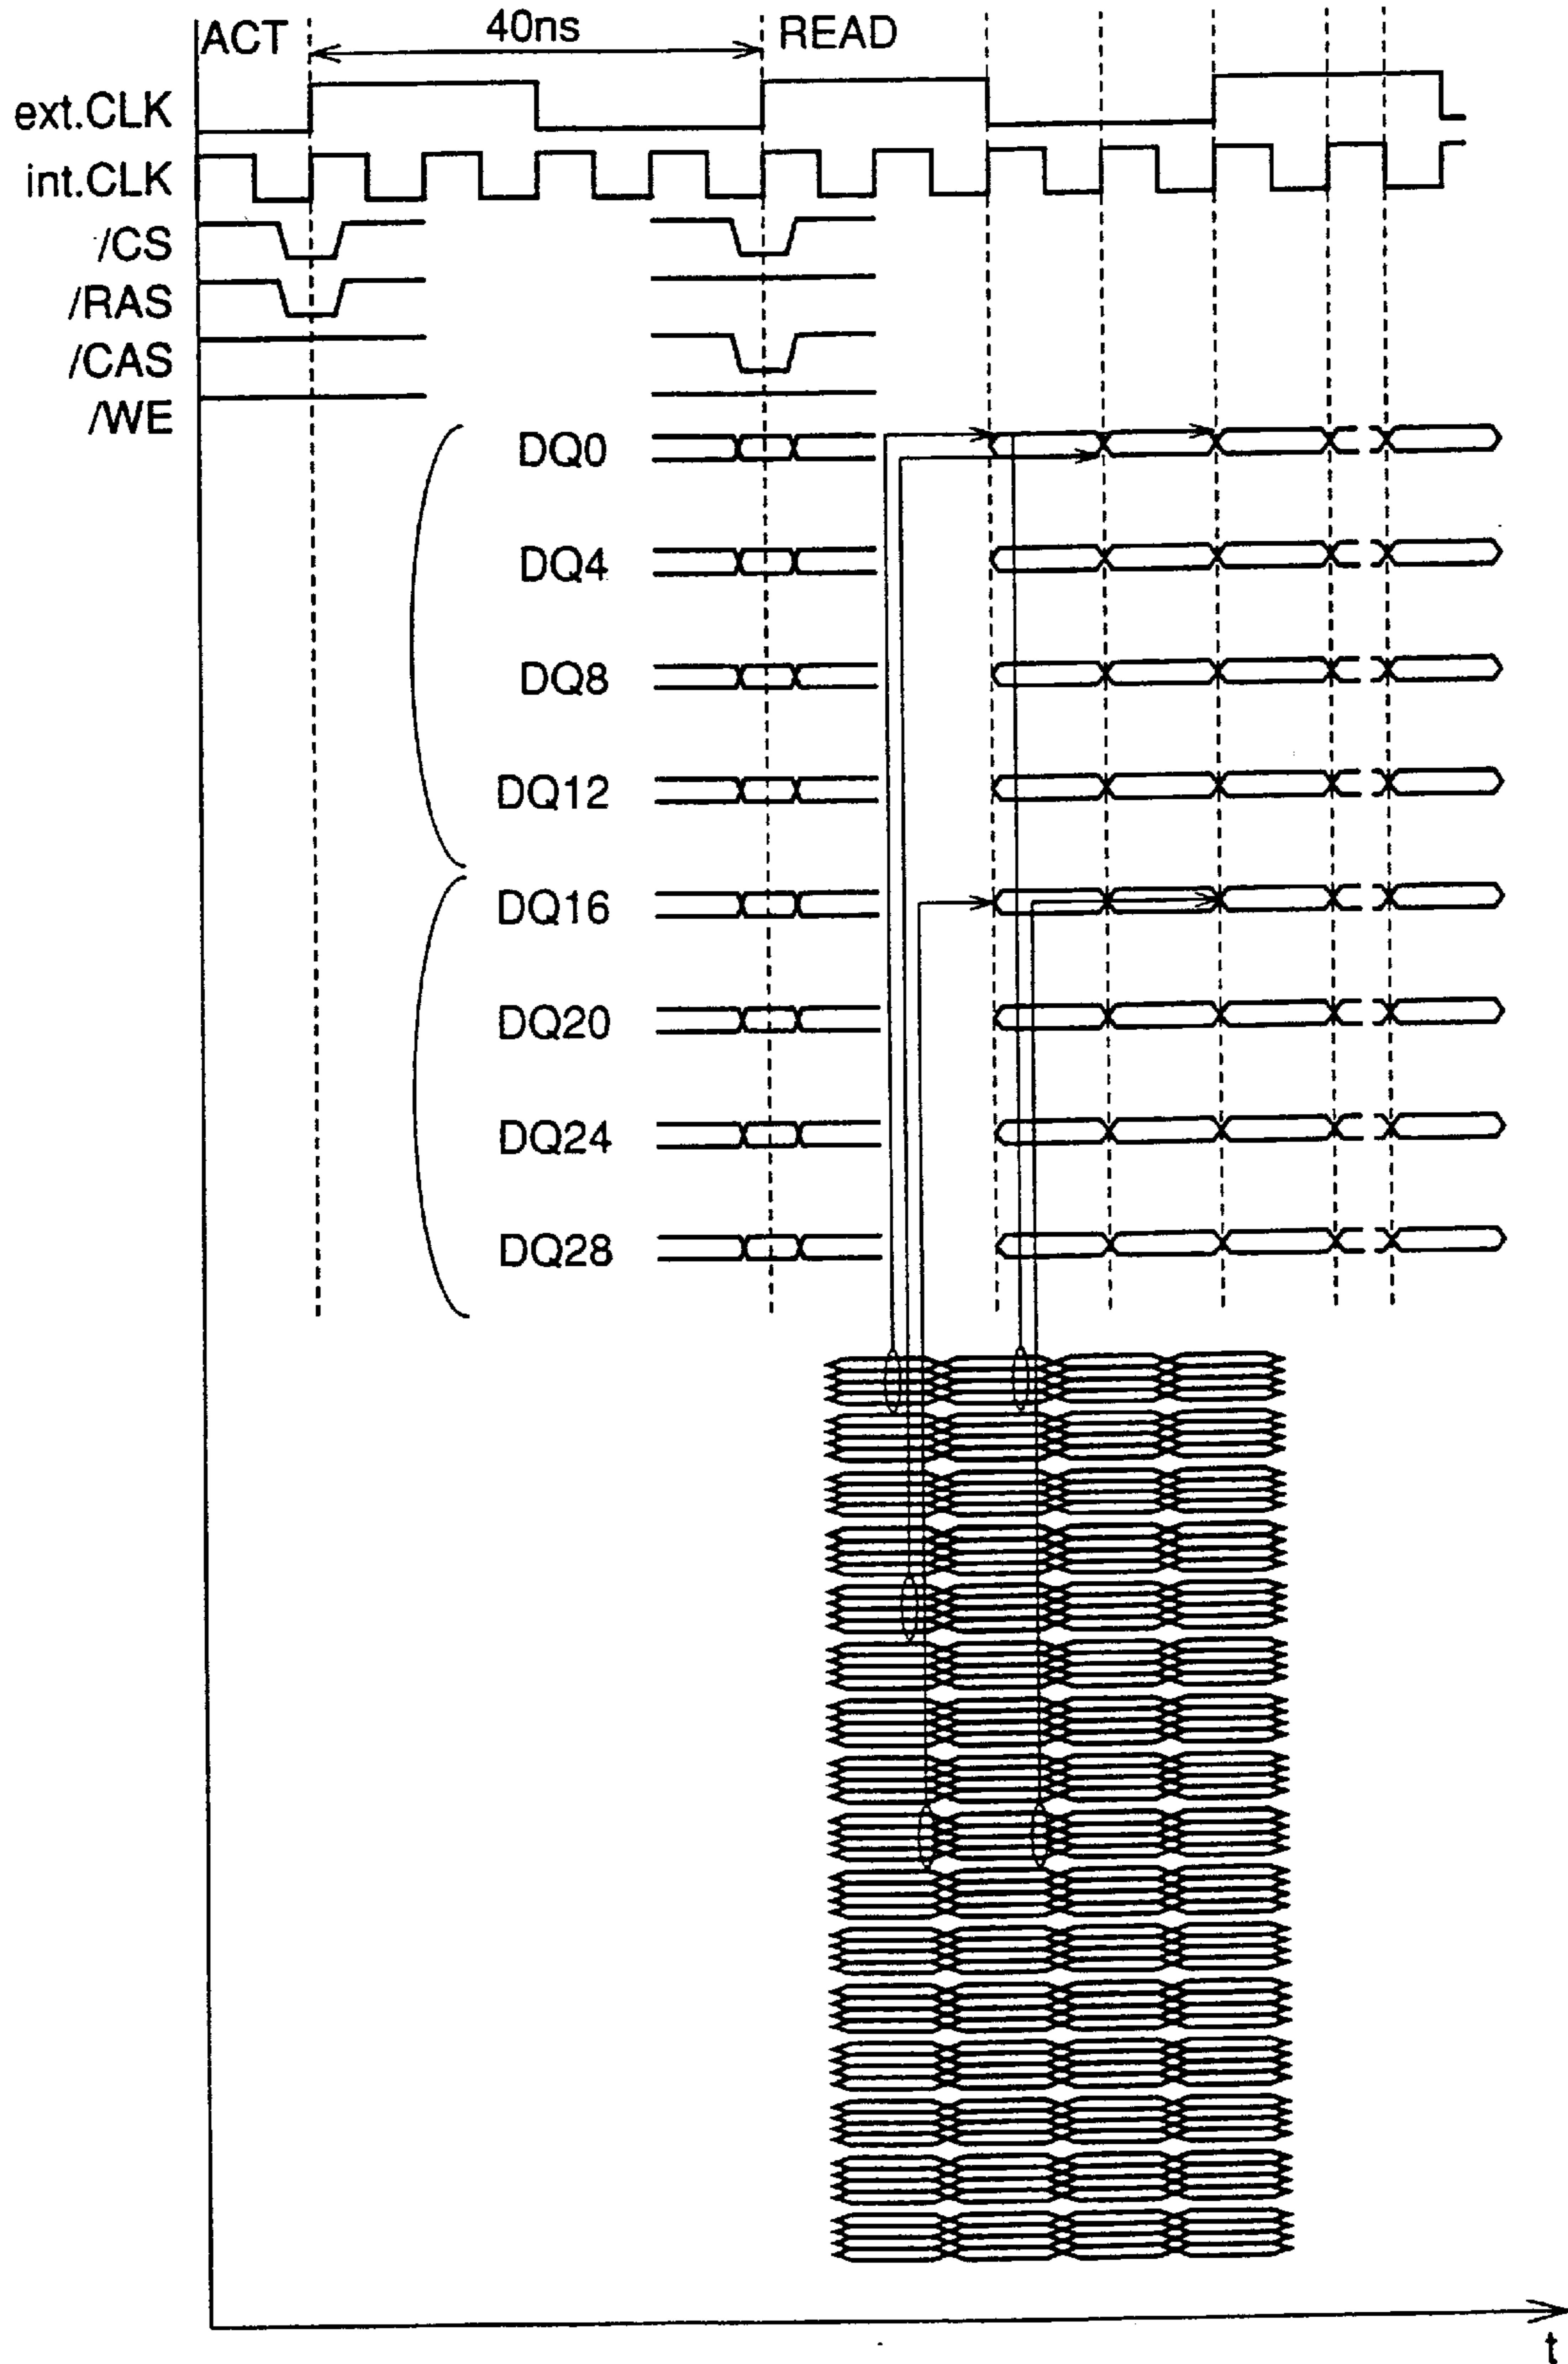 ACT 40ns READ
ext.CLK
int.CLK
/CS
/RAS
/CAS
/WE
DQ0
DQ4
DQ8
DQ12
DQ16
DQ20
DQ24
DQ28
t